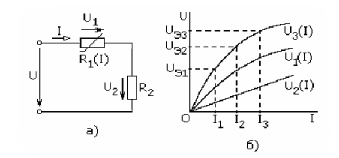 U₁
I
R₁(I)
U
U₂
R₂
а)
U
Uэ3
Uэ2
Uэ1
U₃(I)
U₁(I)
U₂(I)
O
I₁
I₂
I₃
I
б)